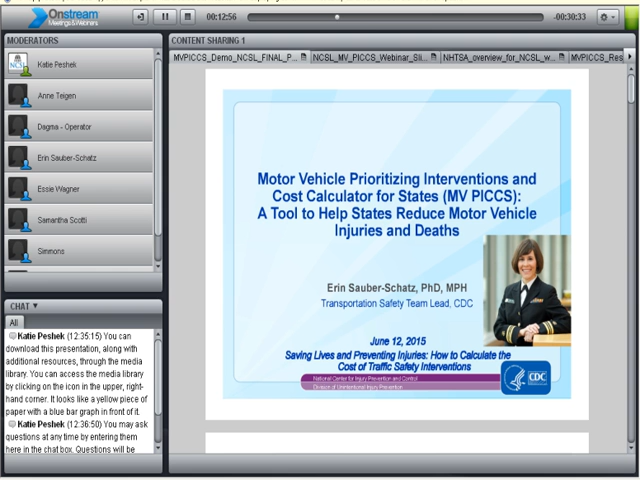 Onstream
Meetings & Webinars
00:12:56
-00:30:33
MODERATORS
NCSL
Katie Peshek
Anne Teigen
Dagma - Operator
Erin Sauber-Schatz
Essie Wagner
Samantha Scotti
Simmons
CHAT
All
Katie Peshek (12:35:15) You can
download this presentation, along with
additional resources, through the media
library. You can access the media library
by clicking on the icon in the upper, right-
hand corner. It looks like a yellow piece of
paper with a blue bar graph in front of it.
Katie Peshek (12:36:50) You may ask
questions at any time by entering them
here in the chat box. Questions will be
CONTENT SHARING 1
MVPICCS_Demo_NCSL_FINAL_P... NCSL_MV_PICCS_Webinar_Sli... NHTSA_overview_for_NCSL_w... MVPICCS_Res
Motor Vehicle Prioritizing Interventions and
Cost Calculator for States (MV PICCS):
A Tool to Help States Reduce Motor Vehicle
Injuries and Deaths
Erin Sauber-Schatz, PhD, MPH
Transportation Safety Team Lead, CDC
June 12, 2015
Saving Lives and Preventing Injuries: How to Calculate the
Cost of Traffic Safety Interventions
National Center for Injury Prevention and Control
Division of Unintentional Injury Prevention
CDC